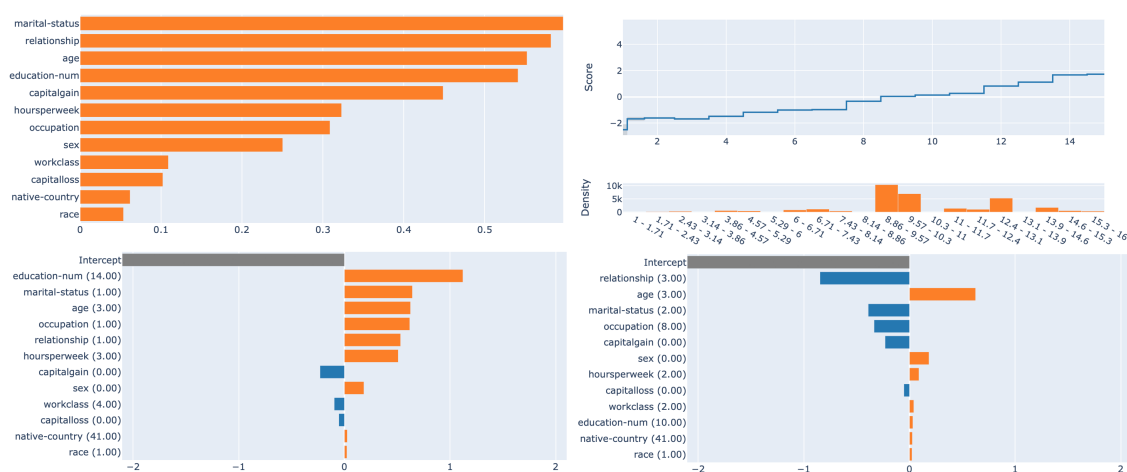 marital-status
relationship
age
education-num
capitalgain
hoursperweek
occupation
sex
workclass
capitalloss
native-country
race
0 0.1 0.2 0.3 0.4 0.5
Score
4
2
0
−2
2 4 6 8 10 12 14
Density
10k
5k
0
1 - 1.71
1.71 - 2.43
2.43 - 3.14
3.14 - 3.86
3.86 - 4.57
4.57 - 5.29
5.29 - 6
6 - 6.71
6.71 - 7.43
7.43 - 8.14
8.14 - 8.86
8.86 - 9.57
9.57 - 10.3
10.3 - 11
11 - 11.7
11.7 - 12.4
12.4 - 13.1
13.1 - 13.9
13.9 - 14.6
14.6 - 15.3
15.3 - 16
Intercept
education-num (14.00)
marital-status (1.00)
age (3.00)
occupation (1.00)
relationship (1.00)
hoursperweek (3.00)
capitalgain (0.00)
sex (0.00)
workclass (4.00)
capitalloss (0.00)
native-country (41.00)
race (1.00)
−2 −1 0 1 2
Intercept
relationship (3.00)
age (3.00)
marital-status (2.00)
occupation (8.00)
capitalgain (0.00)
sex (0.00)
hoursperweek (2.00)
capitalloss (0.00)
workclass (2.00)
education-num (10.00)
native-country (41.00)
race (1.00)
−2 −1 0 1 2